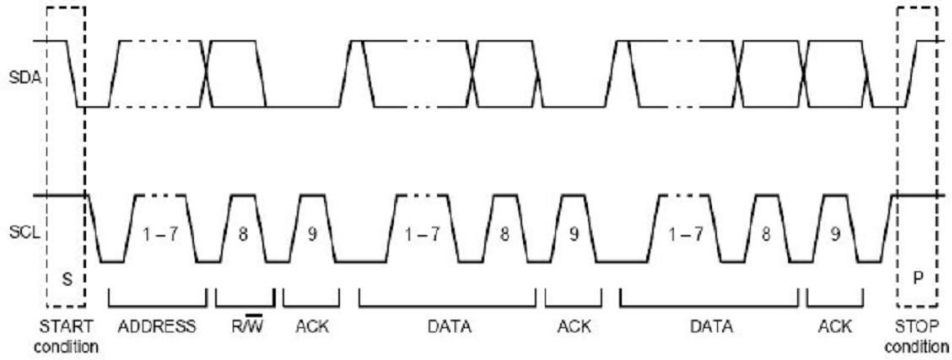 SDA
SCL
1 – 7
8
9
1 – 7
8
9
1 – 7
8
9
S
P
START
condition
ADDRESS
R/W̅
ACK
DATA
ACK
DATA
ACK
STOP
condition